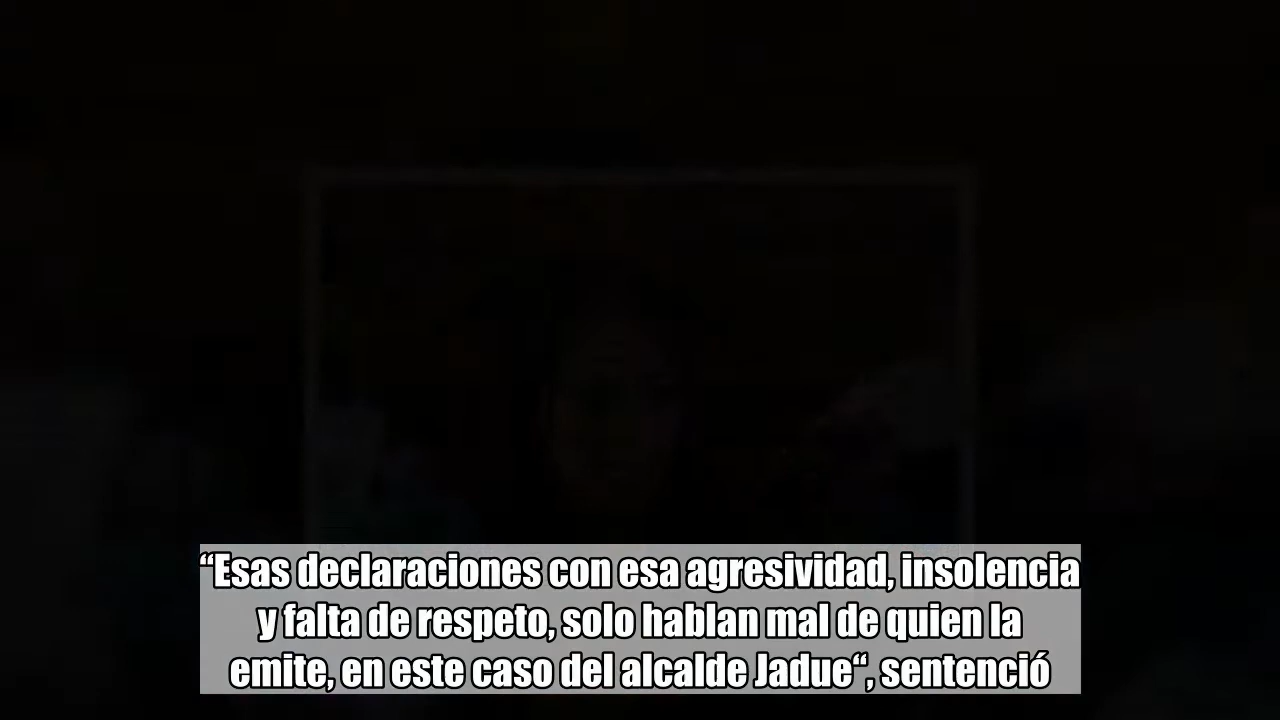 “Esas declaraciones con esa agresividad, insolencia
y falta de respeto, solo hablan mal de quien la
emite, en este caso del alcalde Jadue“, sentenció